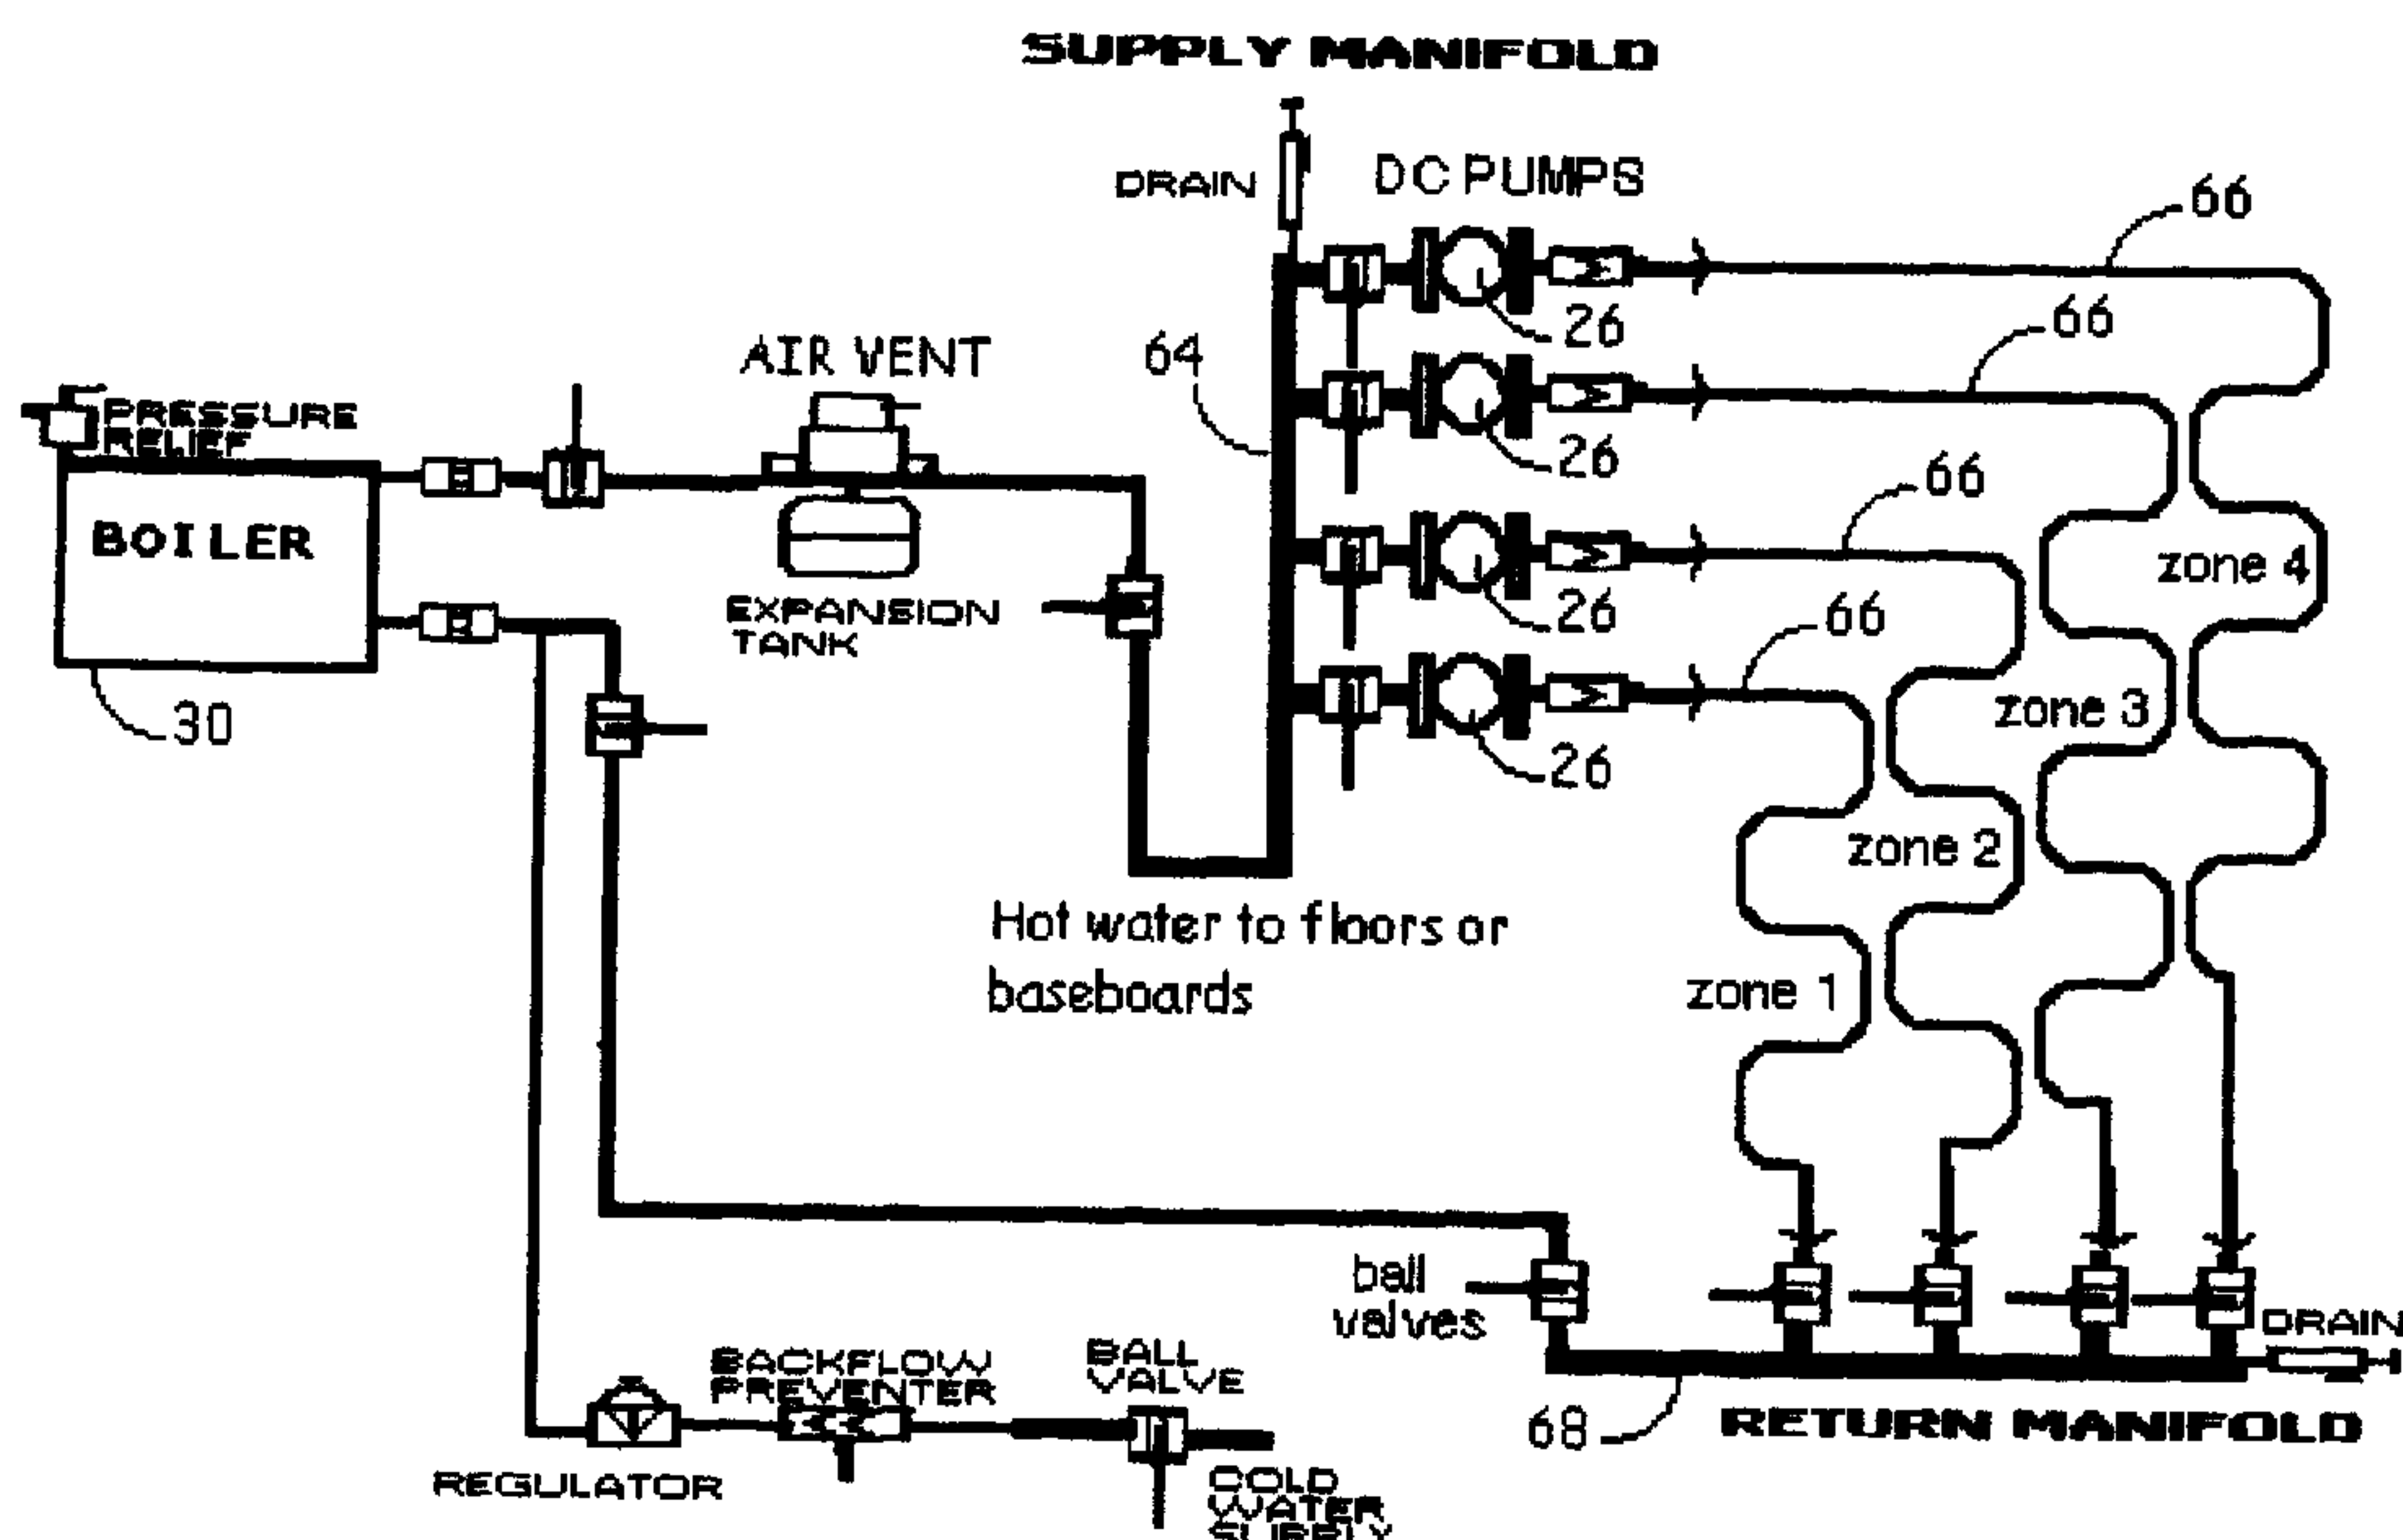 SUPPLY MANIFOLD
DRAIN
DC PUMPS
66
26
66
64
AIR VENT
26
PRESSURE
RELIEF
66
BOILER
zone 4
26
EXPANSION
TANK
66
30
zone 3
26
zone 2
Hot water to floors or
baseboards
zone 1
ball
valves
DRAIN
BACKFLOW
PREVENTER
BALL
VALVE
68
RETURN MANIFOLD
REGULATOR
COLD
WATER
SUPPLY